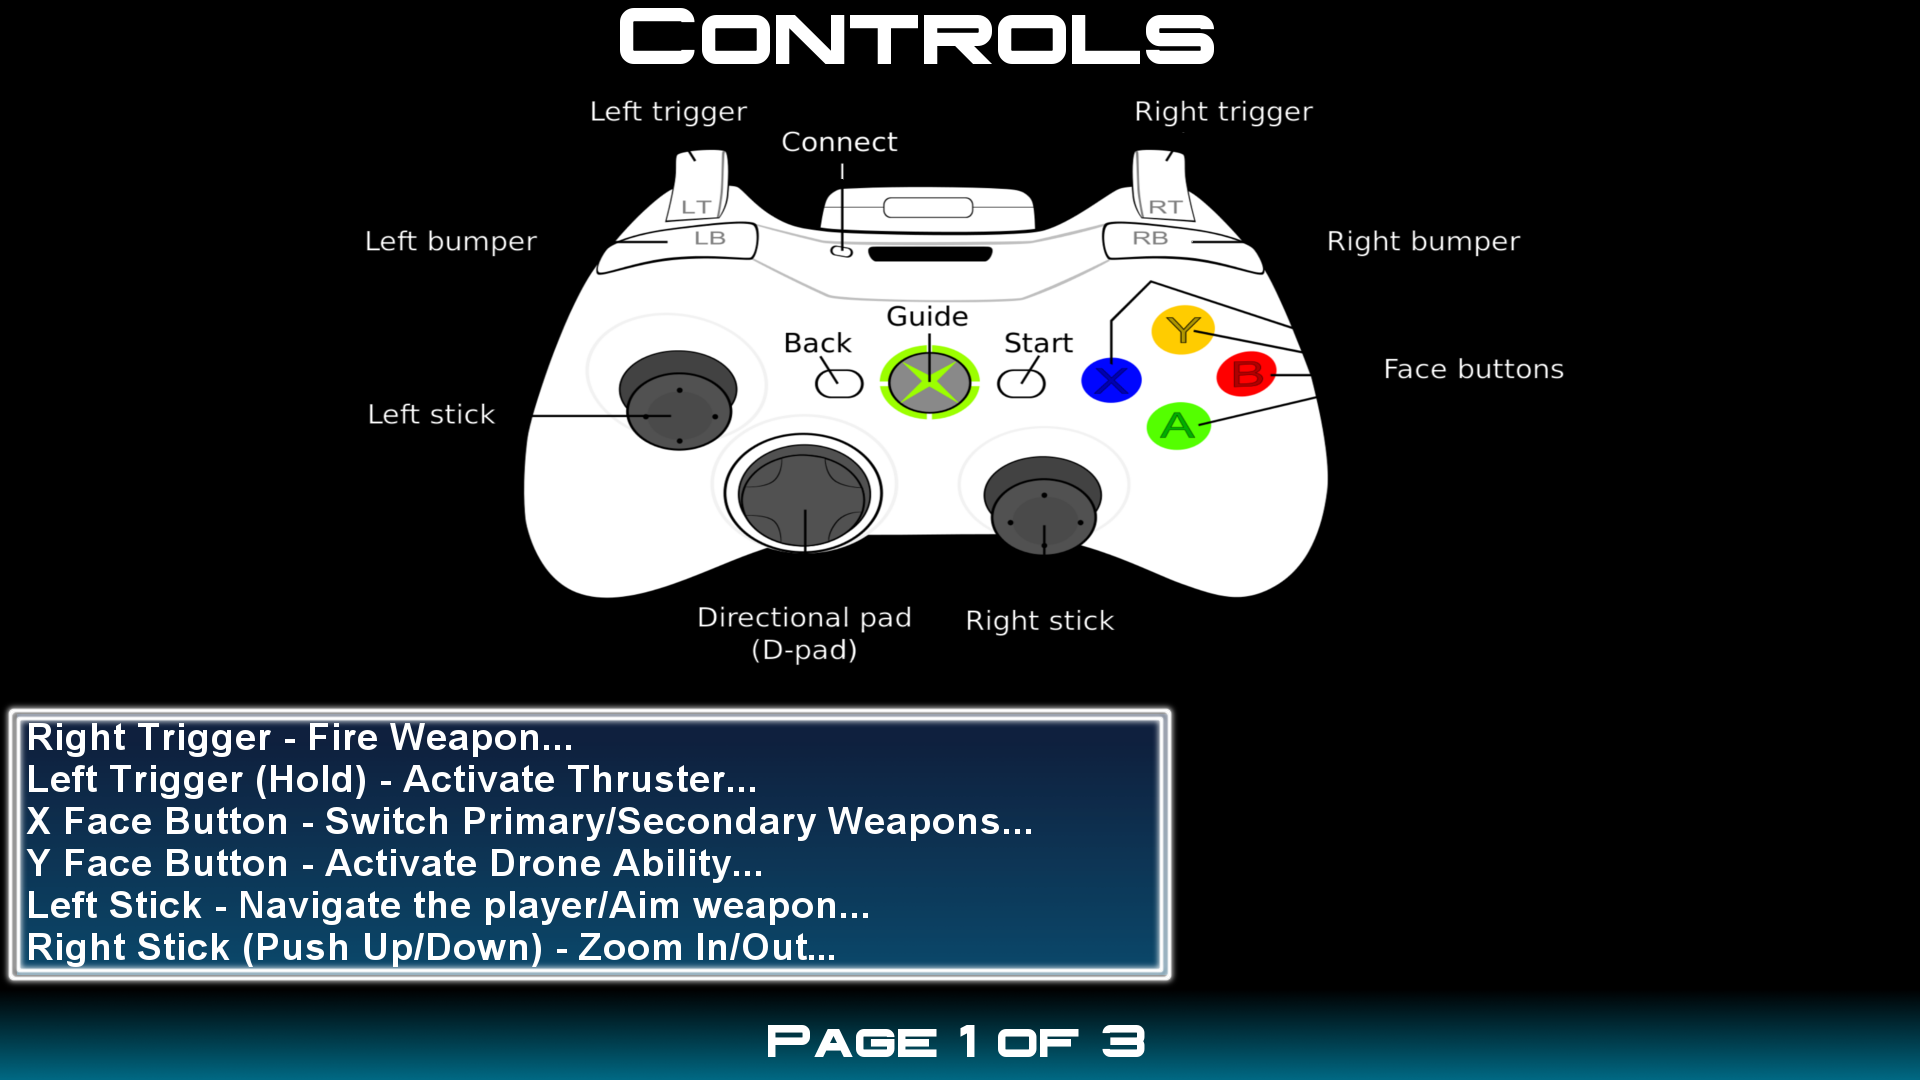 Controls
Left trigger
Right trigger
Connect
LT
RT
Left bumper
LB
RB
Right bumper
Guide
Back
Start
Y
X
B
Face buttons
A
Left stick
Directional pad
(D-pad)
Right stick
Right Trigger - Fire Weapon...
Left Trigger (Hold) - Activate Thruster...
X Face Button - Switch Primary/Secondary Weapons...
Y Face Button - Activate Drone Ability...
Left Stick - Navigate the player/Aim weapon...
Right Stick (Push Up/Down) - Zoom In/Out...
Page 1 of 3